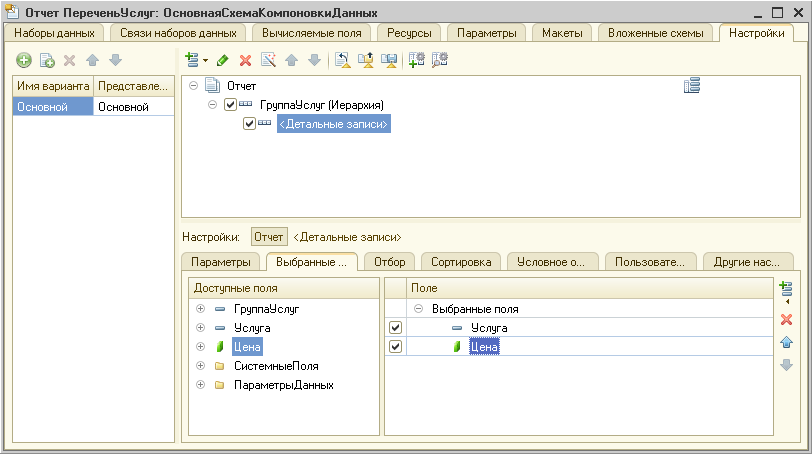 Отчет ПереченьУслуг: ОсновнаяСхемаКомпоновкиДанных
Наборы данных Связи наборов данных Вычисляемые поля Ресурсы Параметры Макеты Вложенные схемы Настройки
Имя варианта Представле...
Основной Основной
Отчет
ГруппаУслуг (Иерархия)
<Детальные записи>
Настройки: Отчет <Детальные записи>
Параметры Выбранные ... Отбор Сортировка Условное о... Пользовате... Другие нас...
Доступные поля
ГруппаУслуг
Услуга
Цена
СистемныеПоля
ПараметрыДанных
Поле
Выбранные поля
Услуга
Цена